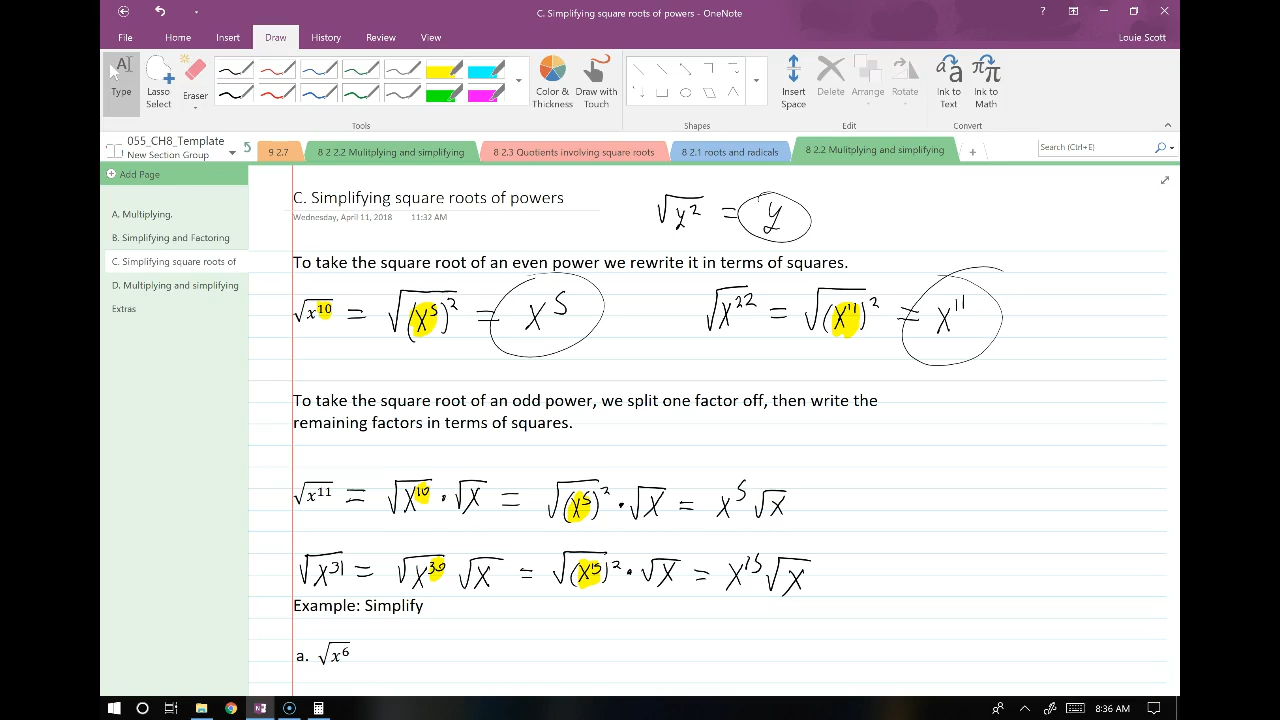 C. Simplifying square roots of powers - OneNote
?
File Home Insert Draw History Review View Louie Scott
Type
Lasso Select
Eraser
Color & Thickness
Draw with Touch
Insert Space
Delete
Arrange
Rotate
Ink to Text
Ink to Math
Tools Shapes Edit Convert
055_CH8_Template
New Section Group
9 2.7
8 2.2.2 Mulitplying and simplifying
8 2.3 Quotients involving square roots
8 2.1 roots and radicals
8 2.2 Mulitplying and simplifying
+
Search (Ctrl+E)
Add Page
A. Multiplying.
B. Simplifying and Factoring
C. Simplifying square roots of
D. Multiplying and simplifying
Extras
C. Simplifying square roots of powers
Wednesday, April 11, 2018 11:32 AM
√y² = y
To take the square root of an even power we rewrite it in terms of squares.
√x¹⁰ = √(x⁵)² = x⁵ √x²² = √(x¹¹)² = x¹¹
To take the square root of an odd power, we split one factor off, then write the
remaining factors in terms of squares.
√x¹¹ = √x¹⁰ · √x = √(x⁵)² · √x = x⁵ √x
√x³¹ = √x³⁰ √x = √(x¹⁵)² · √x = x¹⁵ √x
Example: Simplify
a. √x⁶
8:36 AM